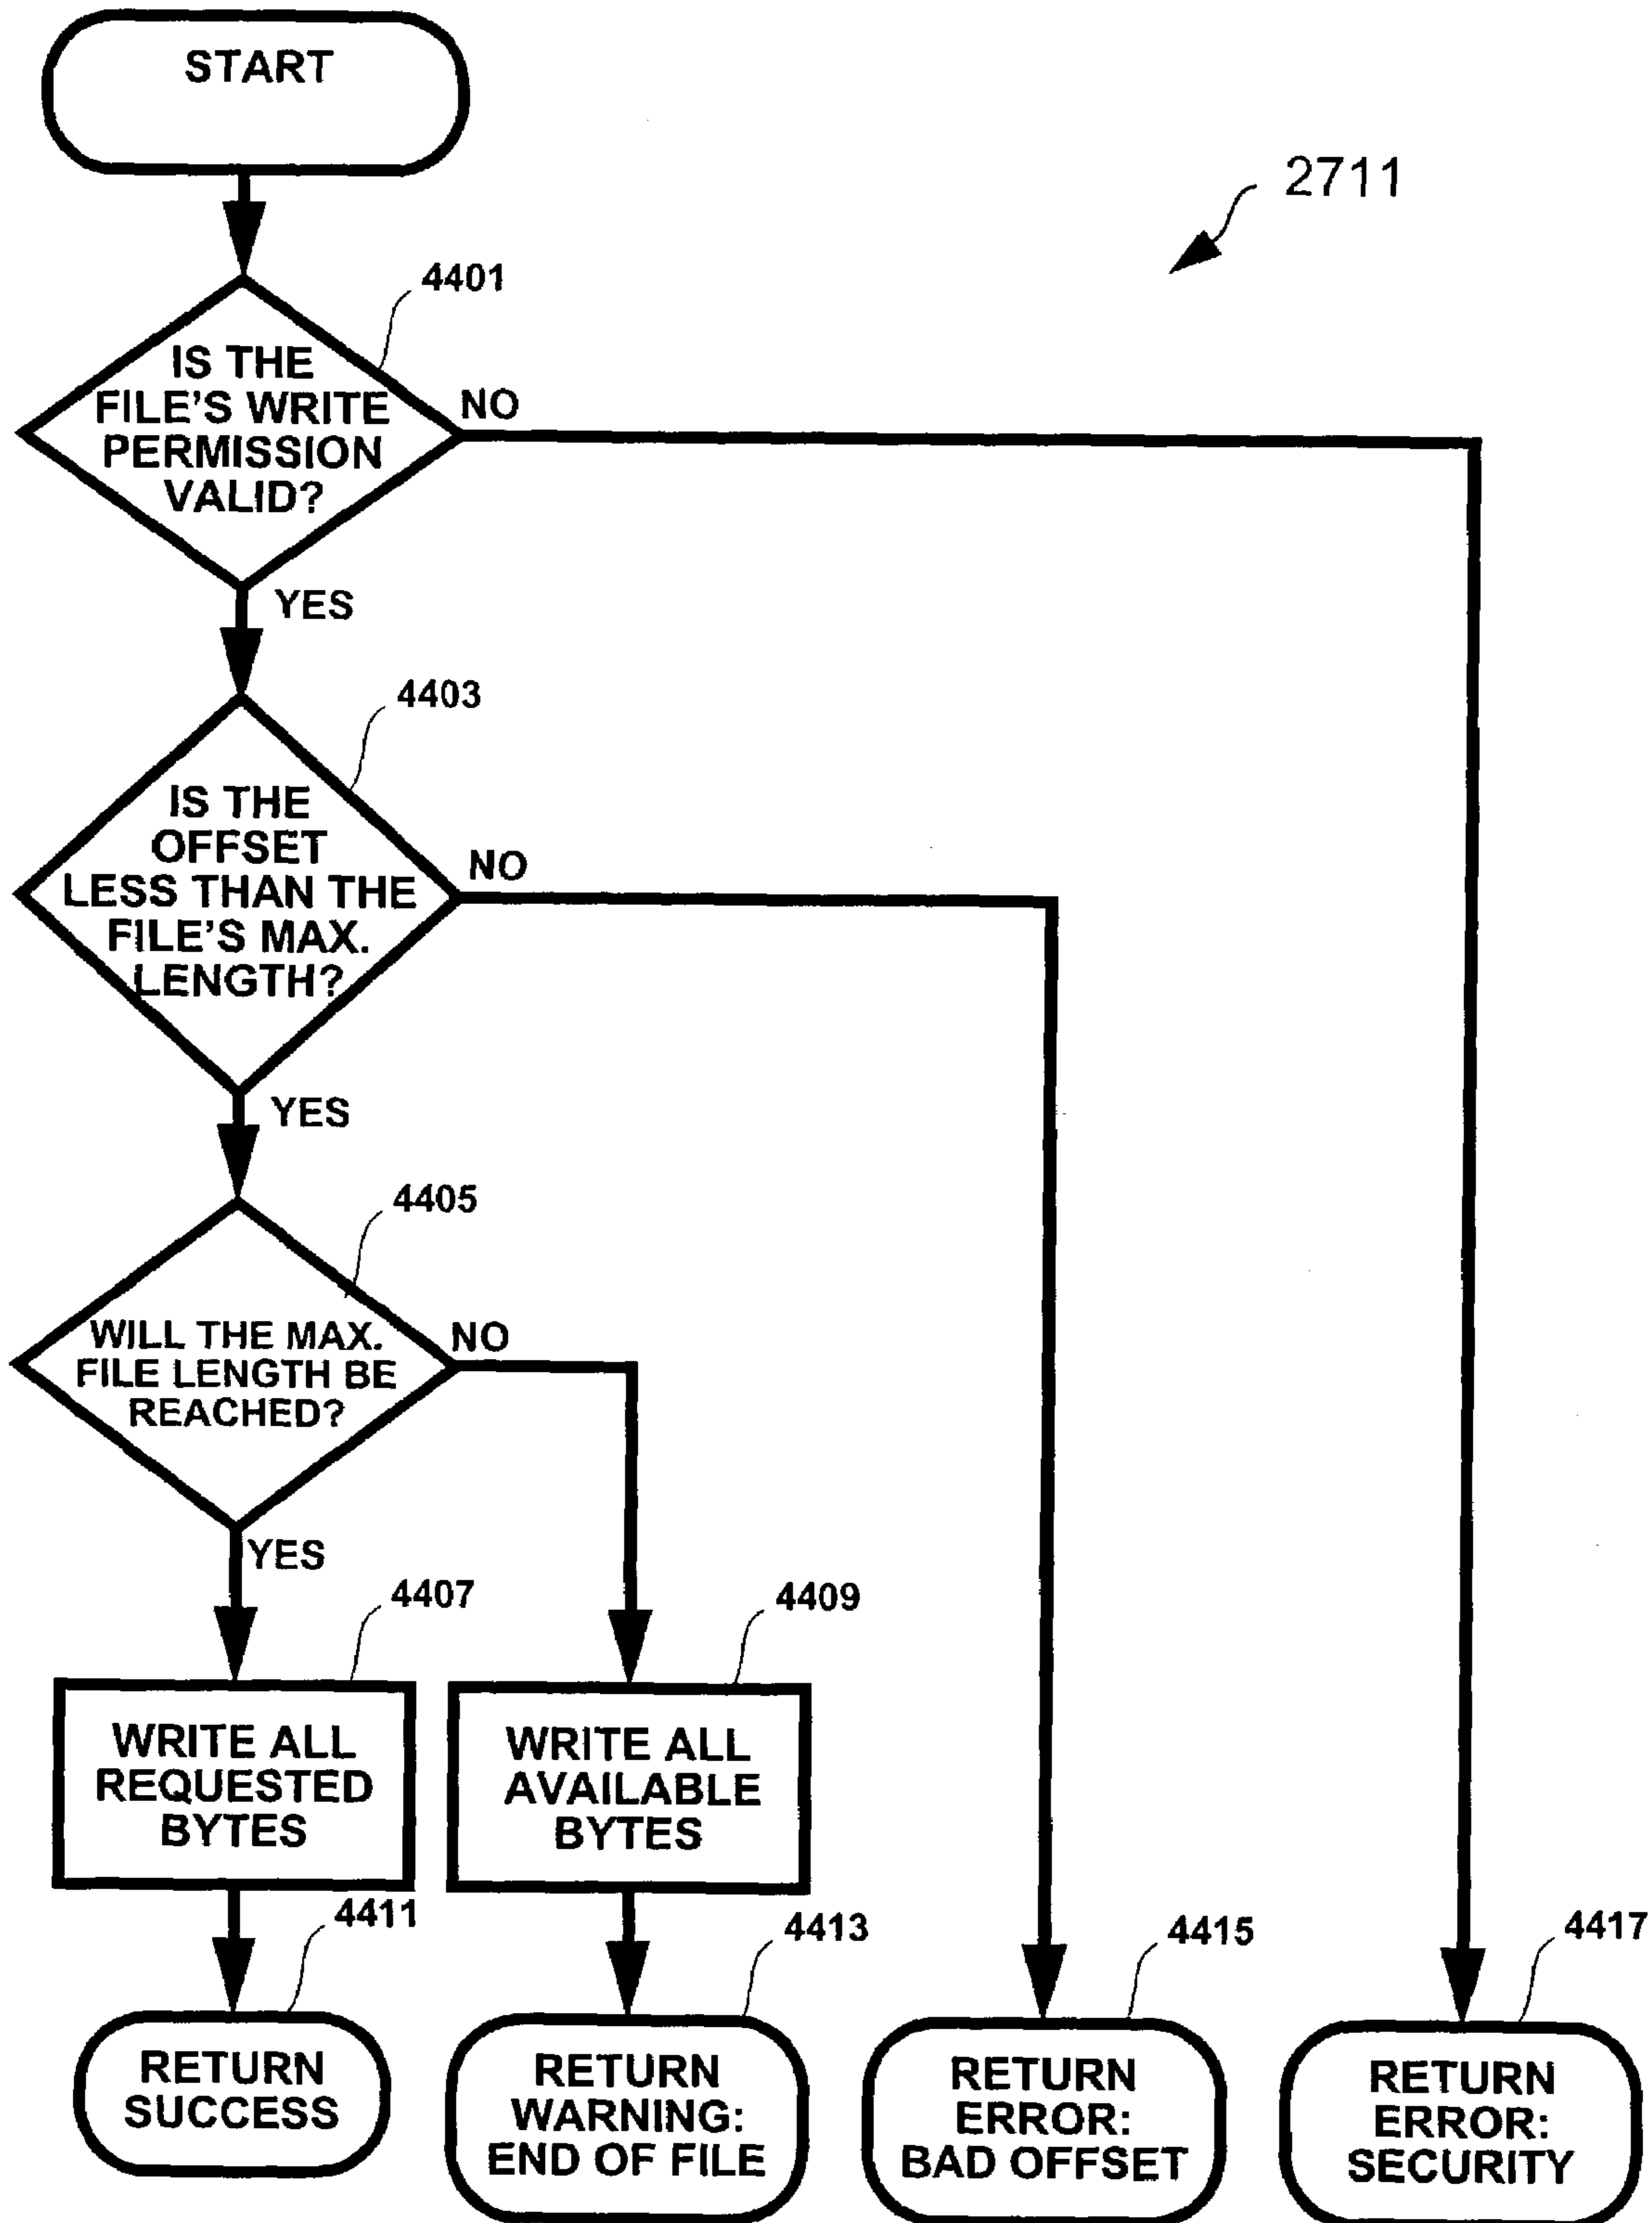 START
2711
4401
IS THE
FILE'S WRITE
PERMISSION
VALID?
NO
YES
4403
IS THE
OFFSET
LESS THAN THE
FILE'S MAX.
LENGTH?
NO
YES
4405
WILL THE MAX.
FILE LENGTH BE
REACHED?
NO
YES
4407
WRITE ALL
REQUESTED
BYTES
4409
WRITE ALL
AVAILABLE
BYTES
4411
RETURN
SUCCESS
4413
RETURN
WARNING:
END OF FILE
4415
RETURN
ERROR:
BAD OFFSET
4417
RETURN
ERROR:
SECURITY